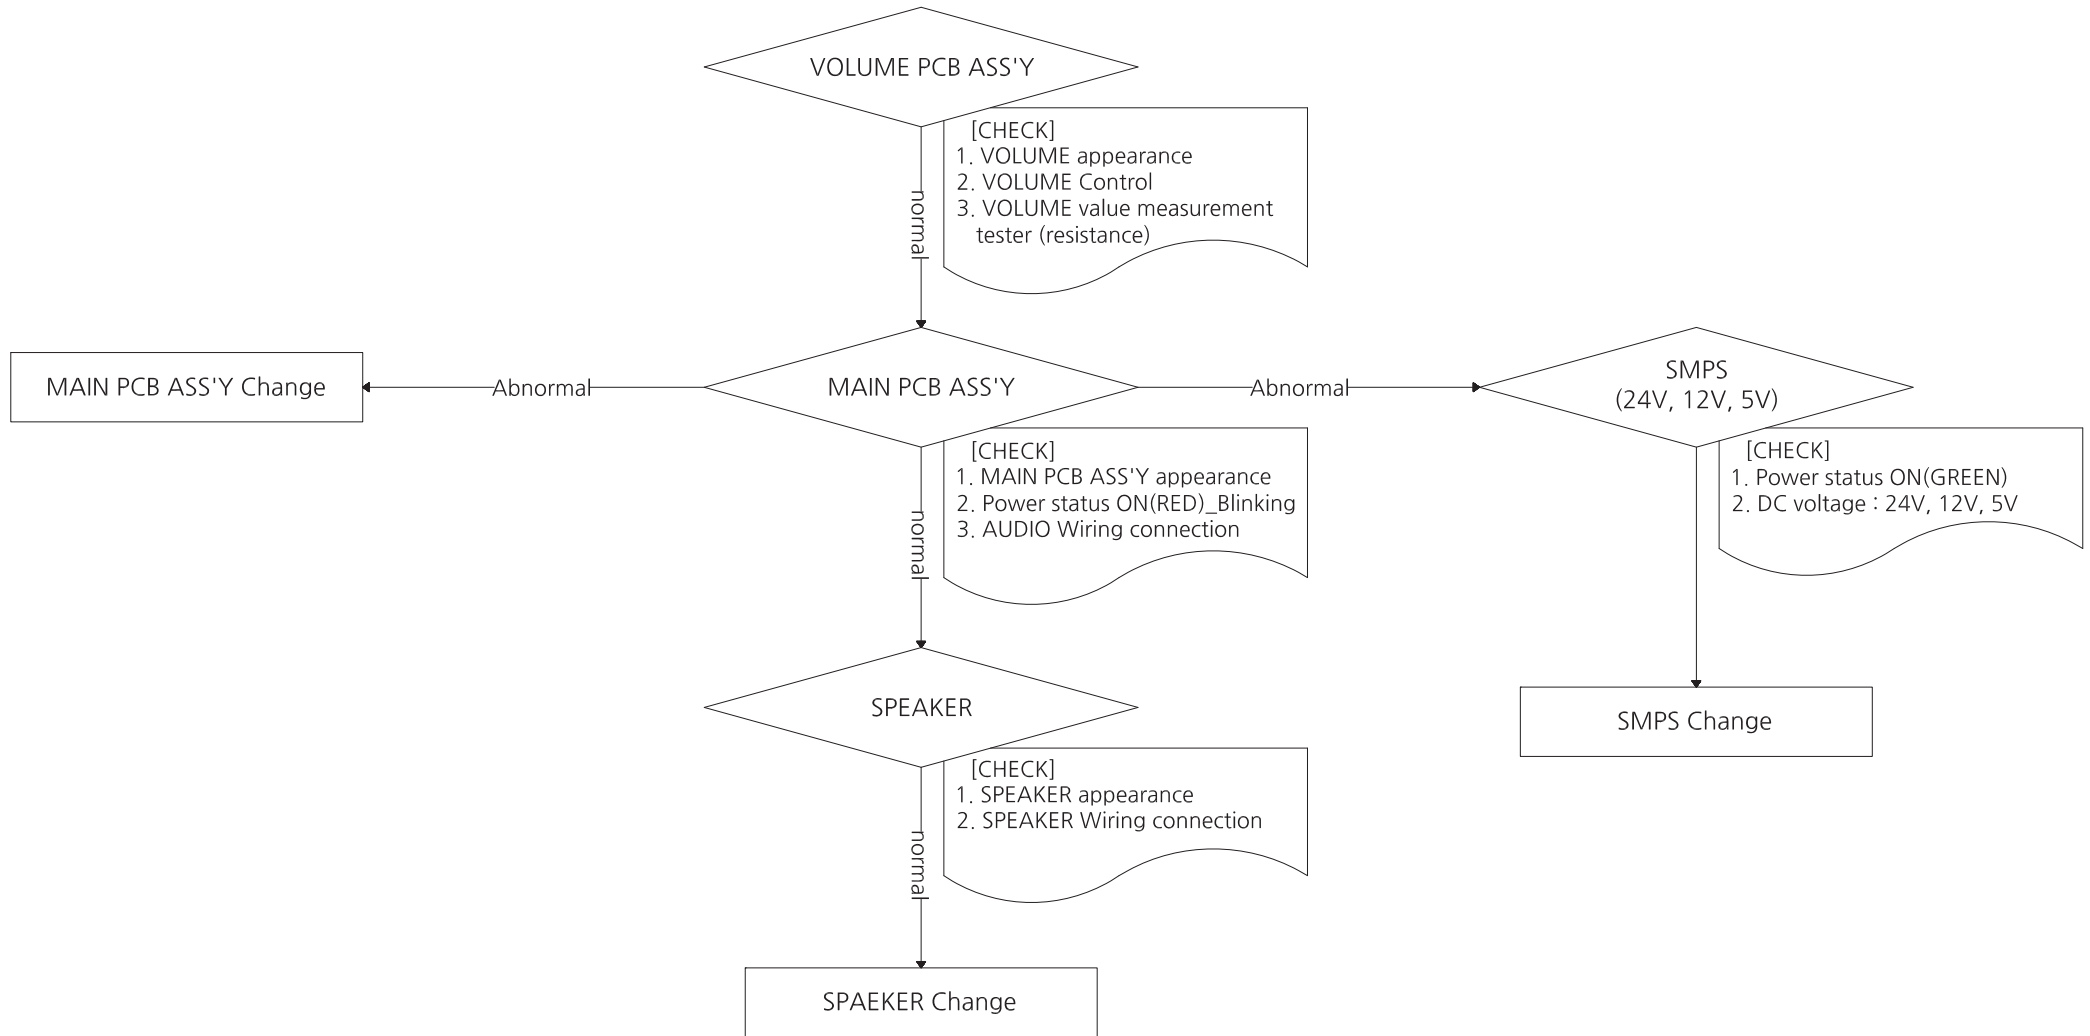 VOLUME PCB ASS'Y
[CHECK]
1. VOLUME appearance
2. VOLUME Control
3. VOLUME value measurement
tester (resistance)
normal
MAIN PCB ASS'Y Change
Abnormal
MAIN PCB ASS'Y
Abnormal
SMPS
(24V, 12V, 5V)
[CHECK]
1. MAIN PCB ASS'Y appearance
2. Power status ON(RED)_Blinking
3. AUDIO Wiring connection
normal
[CHECK]
1. Power status ON(GREEN)
2. DC voltage : 24V, 12V, 5V
SPEAKER
SMPS Change
[CHECK]
1. SPEAKER appearance
2. SPEAKER Wiring connection
normal
SPAEKER Change